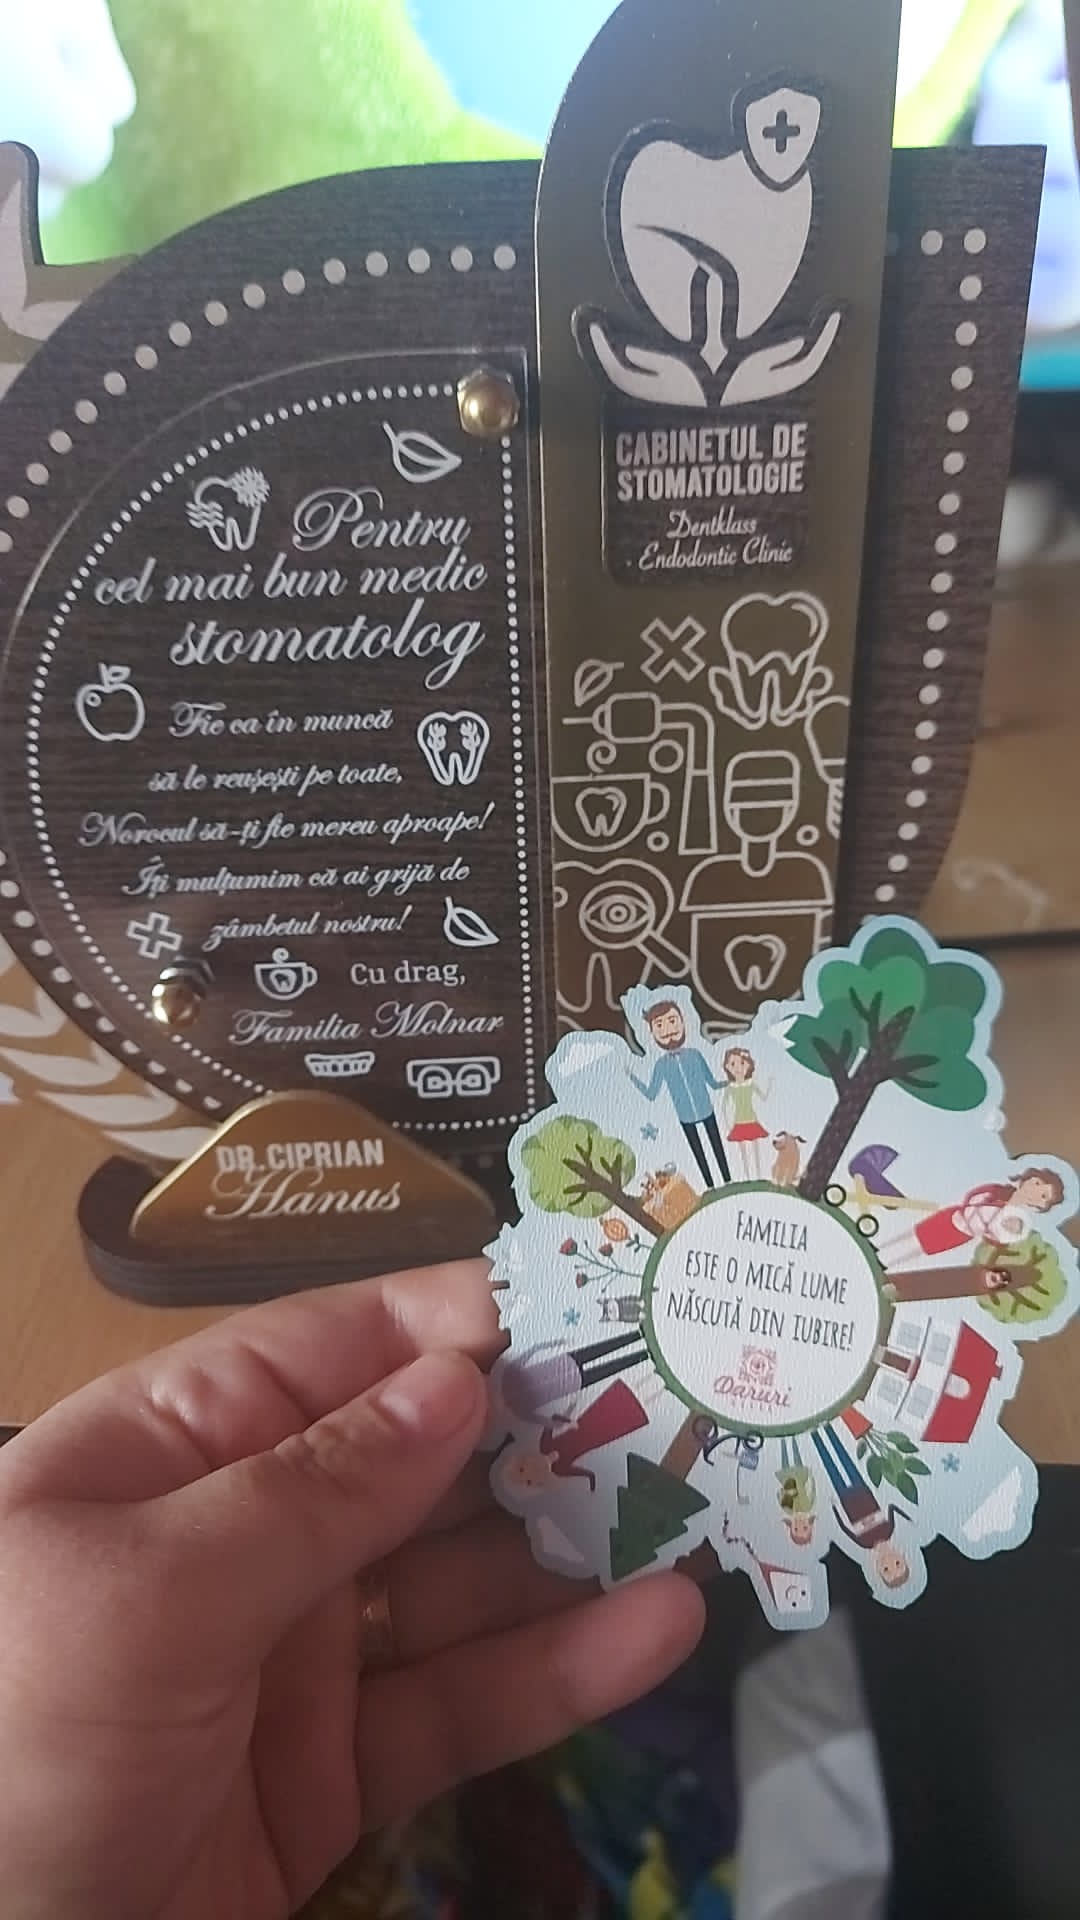 Pentru
cel mai bun medic
stomatolog
Fie ca în muncă
să le reușești pe toate,
Norocul să-ți fie mereu aproape!
Îți mulțumim că ai grijă de
zâmbetul nostru!
Cu drag,
Familia Molnar
DR. CIPRIAN
Hanus
CABINETUL DE
STOMATOLOGIE
Dentklass
Endodontic Clinic
FAMILIA
ESTE O MICĂ LUME
NĂSCUTĂ DIN IUBIRE!
Daruri